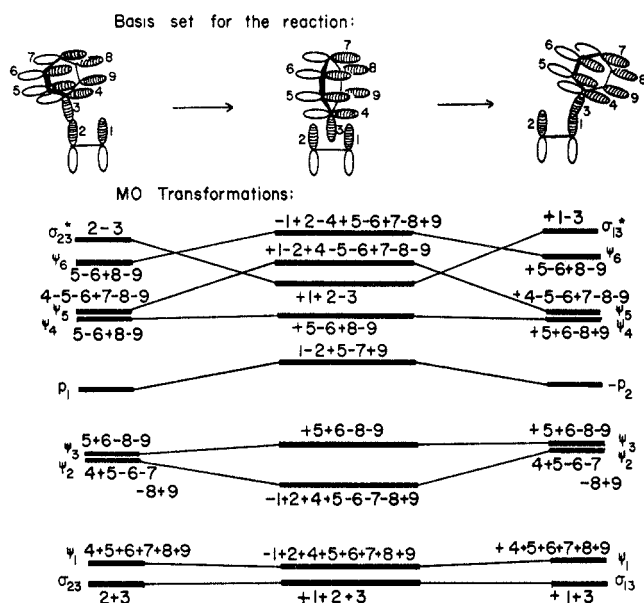 Basis set for the reaction:
7 8 6 9 5 4 3 2 1
7 8 6 9 5 4 3 2 1
7 8 6 9 5 4 3 2 1
MO Transformations:
σ₂₃* 2-3
-1+2-4+5-6+7-8+9
+1-3 σ₁₃*
ψ₆ 5-6+8-9
+1-2+4-5-6+7-8-9
+5-6+8-9 ψ₆
4-5-6+7-8-9 ψ₅
+1+2-3
+4-5-6+7-8-9 ψ₅
ψ₄ 5-6+8-9
+5-6+8-9
+5+6-8+9 ψ₄
1-2+5-7+9
p₁
-p₂
ψ₃ 5+6-8-9
+5+6-8-9
+5+6-8-9 ψ₃
ψ₂ 4+5-6-7
-8+9
-1+2+4+5-6-7-8+9
4+5-6-7 ψ₂
-8+9
ψ₁ 4+5+6+7+8+9
-1+2+4+5+6+7+8+9
+4+5+6+7+8+9 ψ₁
σ₂₃ 2+3
+1+2+3
+1+3 σ₁₃